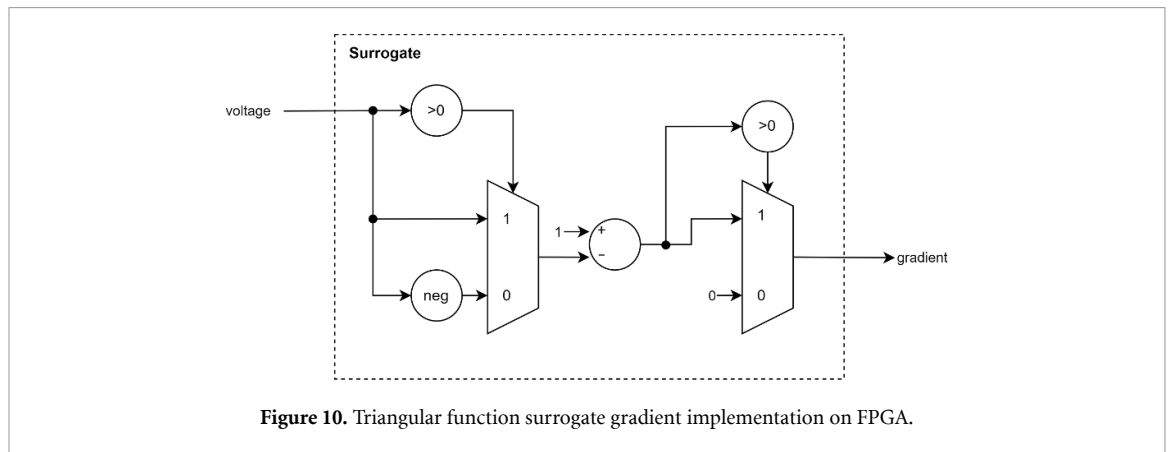 Surrogate
voltage
>0
>0
1
1
1
+
−
gradient
neg
0
0
0
Figure 10. Triangular function surrogate gradient implementation on FPGA.